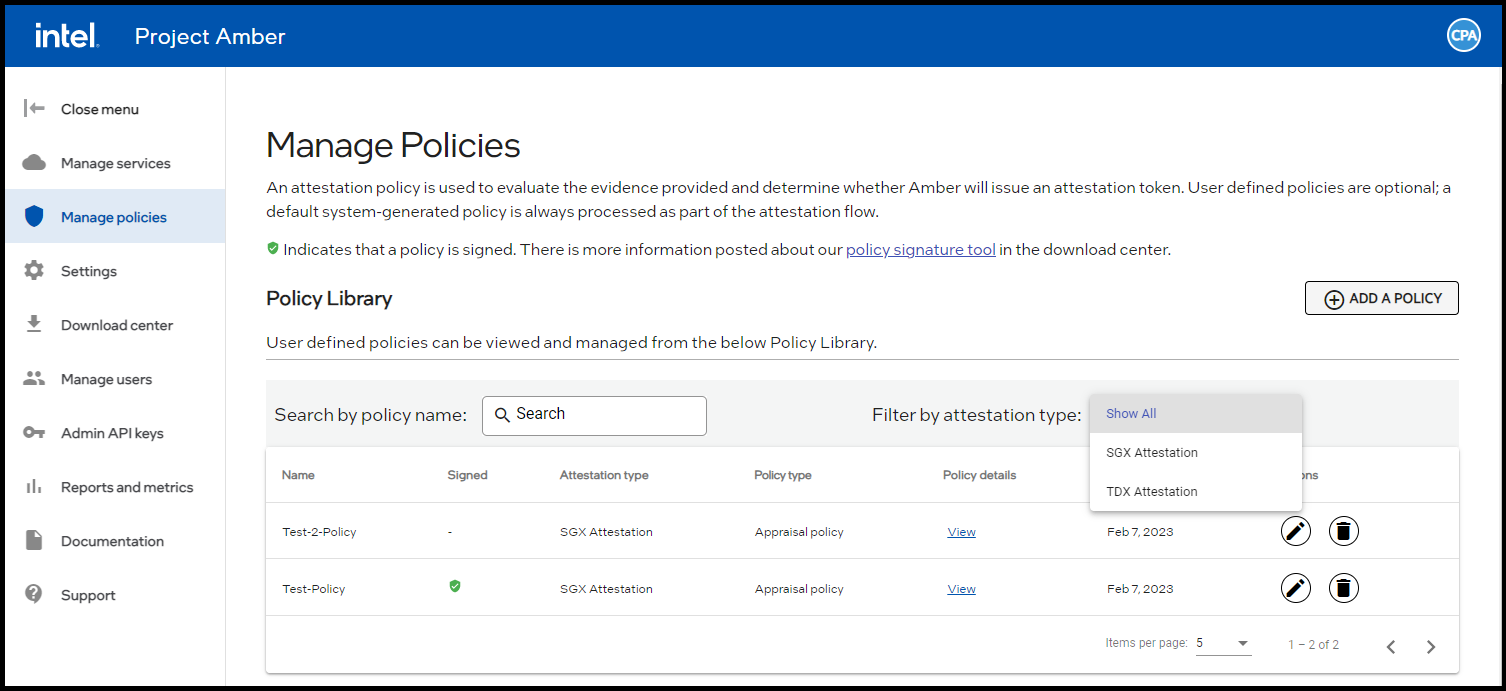 intel. Project Amber CPA
Close menu
Manage services
Manage policies
Settings
Download center
Manage users
Admin API keys
Reports and metrics
Documentation
Support
Manage Policies
An attestation policy is used to evaluate the evidence provided and determine whether Amber will issue an attestation token. User defined policies are optional; a
default system-generated policy is always processed as part of the attestation flow.
Indicates that a policy is signed. There is more information posted about our policy signature tool in the download center.
Policy Library
ADD A POLICY
User defined policies can be viewed and managed from the below Policy Library.
Search by policy name: Search Filter by attestation type: Show All
SGX Attestation
TDX Attestation
Name Signed Attestation type Policy type Policy details ons
Test-2-Policy - SGX Attestation Appraisal policy View Feb 7, 2023
Test-Policy SGX Attestation Appraisal policy View Feb 7, 2023
Items per page: 5 1 – 2 of 2